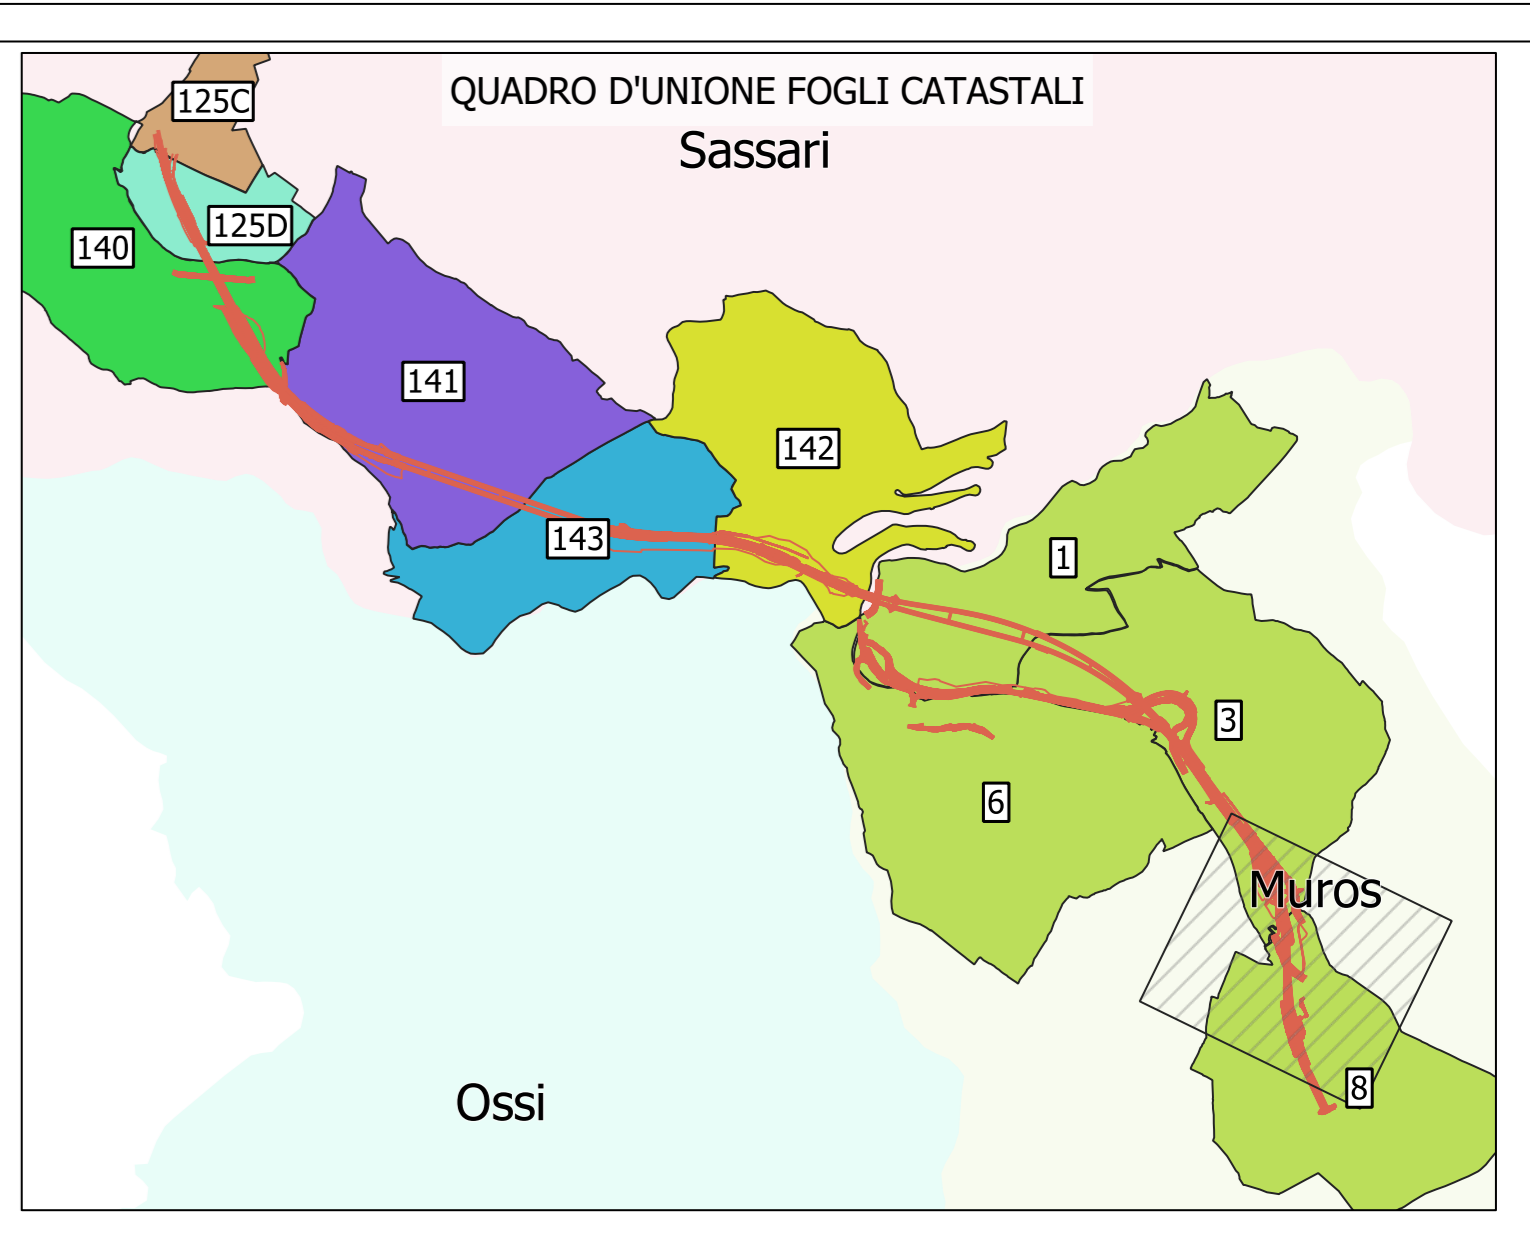 125C
QUADRO D'UNIONE FOGLI CATASTALI
Sassari
125D
140
141
142
143
1
3
6
Muros
8
Ossi